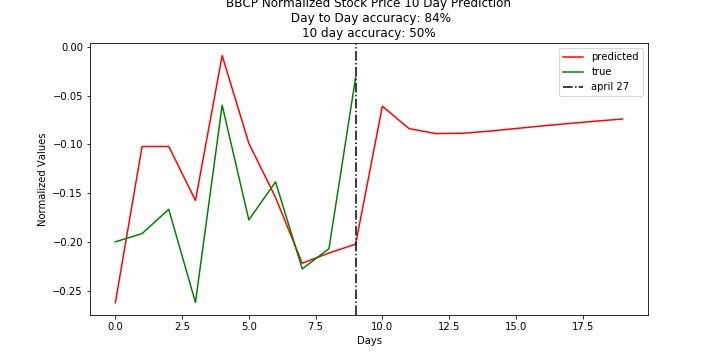 BBCP Normalized Stock Price 10 Day Prediction
Day to Day accuracy: 84%
10 day accuracy: 50%
predicted
true
april 27
Normalized Values
0.00
−0.05
−0.10
−0.15
−0.20
−0.25
0.0 2.5 5.0 7.5 10.0 12.5 15.0 17.5
Days